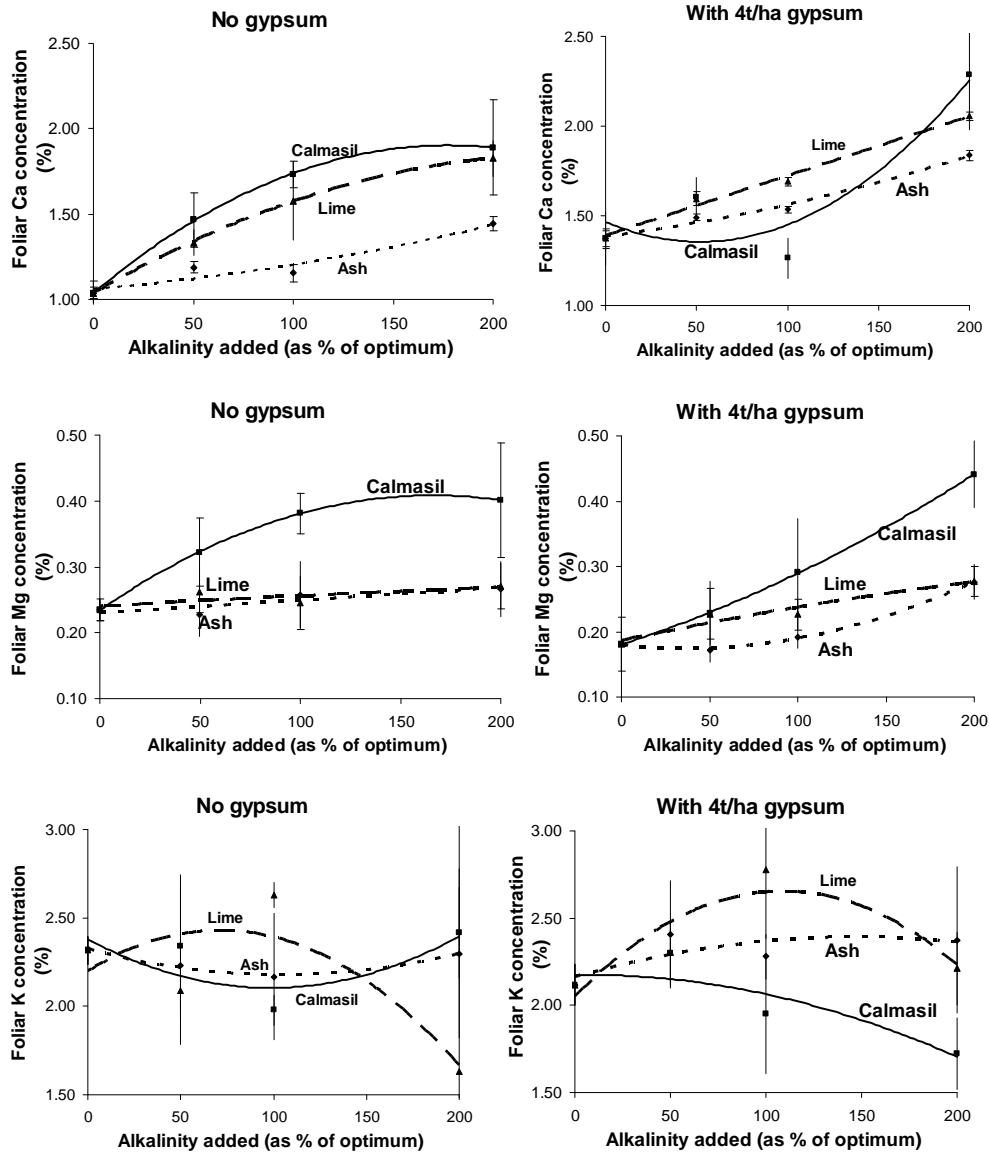 No gypsum
2.50
2.00
1.50
1.00
0 50 100 150 200
Foliar Ca concentration
(%)
Alkalinity added (as % of optimum)
Calmasil
Lime
Ash
With 4t/ha gypsum
2.50
2.00
1.50
1.00
0 50 100 150 200
Foliar Ca concentration
(%)
Alkalinity added (as % of optimum)
Lime
Ash
Calmasil
No gypsum
0.50
0.40
0.30
0.20
0.10
0 50 100 150 200
Foliar Mg concentration
(%)
Alkalinity added (as % of optimum)
Calmasil
Lime
Ash
With 4t/ha gypsum
0.50
0.40
0.30
0.20
0.10
0 50 100 150 200
Foliar Mg concentration
(%)
Alkalinity added (as % of optimum)
Calmasil
Lime
Ash
No gypsum
3.00
2.50
2.00
1.50
0 50 100 150 200
Foliar K concentration
(%)
Alkalinity added (as % of optimum)
Lime
Ash
Calmasil
With 4t/ha gypsum
3.00
2.50
2.00
1.50
0 50 100 150 200
Foliar K concentration
(%)
Alkalinity added (as % of optimum)
Lime
Ash
Calmasil